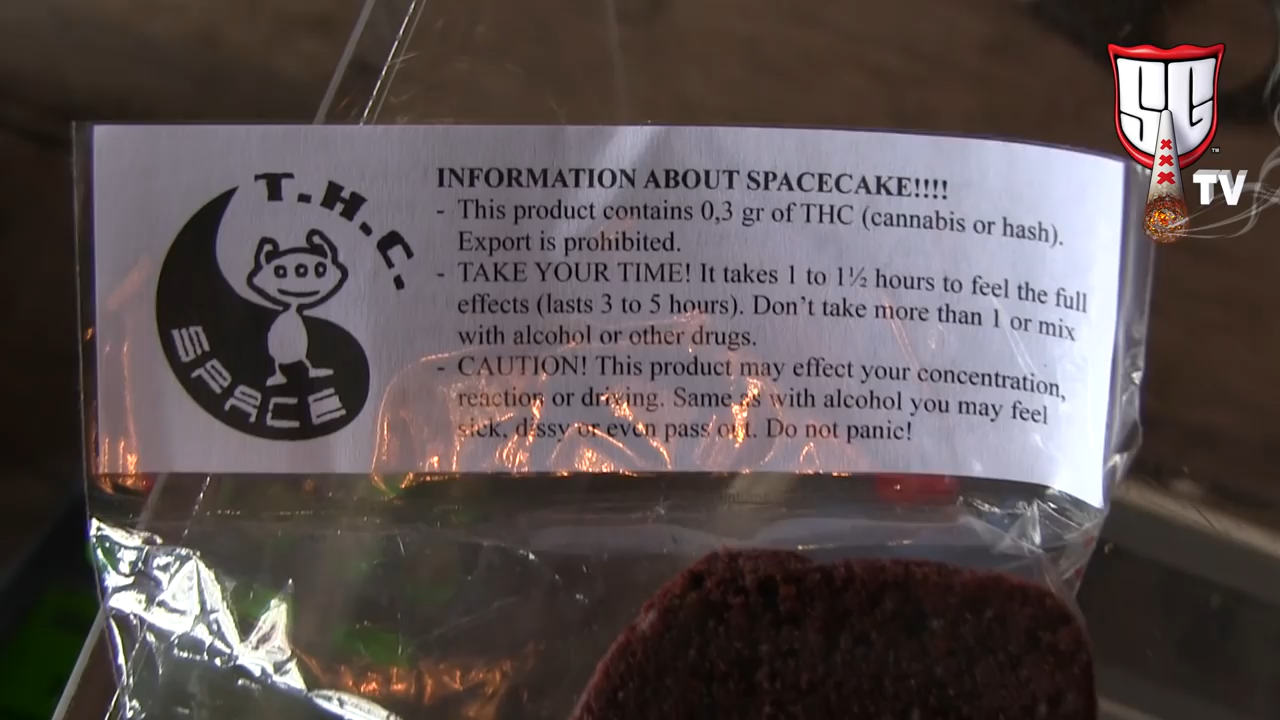 SG
TV
T.H.C.
SPACE
INFORMATION ABOUT SPACECAKE!!!!
- This product contains 0,3 gr of THC (cannabis or hash).
Export is prohibited.
- TAKE YOUR TIME! It takes 1 to 1½ hours to feel the full
effects (lasts 3 to 5 hours). Don't take more than 1 or mix
with alcohol or other drugs.
- CAUTION! This product may effect your concentration,
reaction or driving. Same as with alcohol you may feel
sick, dissy or even pass out. Do not panic!